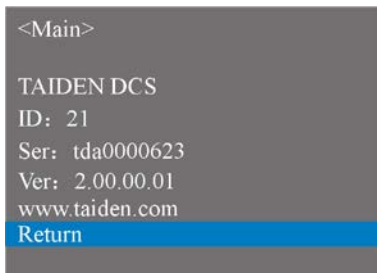 <Main>
TAIDEN DCS
ID：21
Ser：tda0000623
Ver：2.00.00.01
www.taiden.com
Return